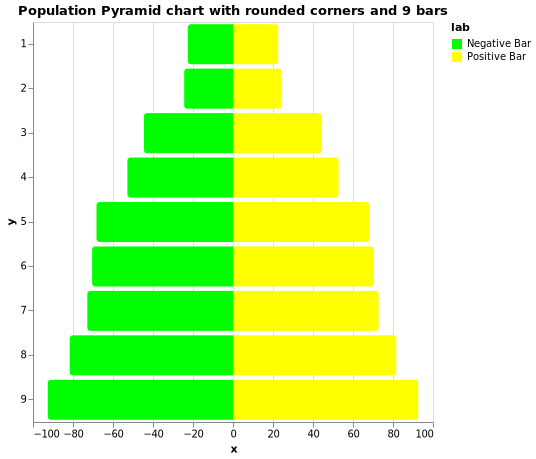 Population Pyramid chart with rounded corners and 9 bars
lab
Negative Bar
Positive Bar
y
1
2
3
4
5
6
7
8
9
−100 −80 −60 −40 −20 0 20 40 60 80 100
x